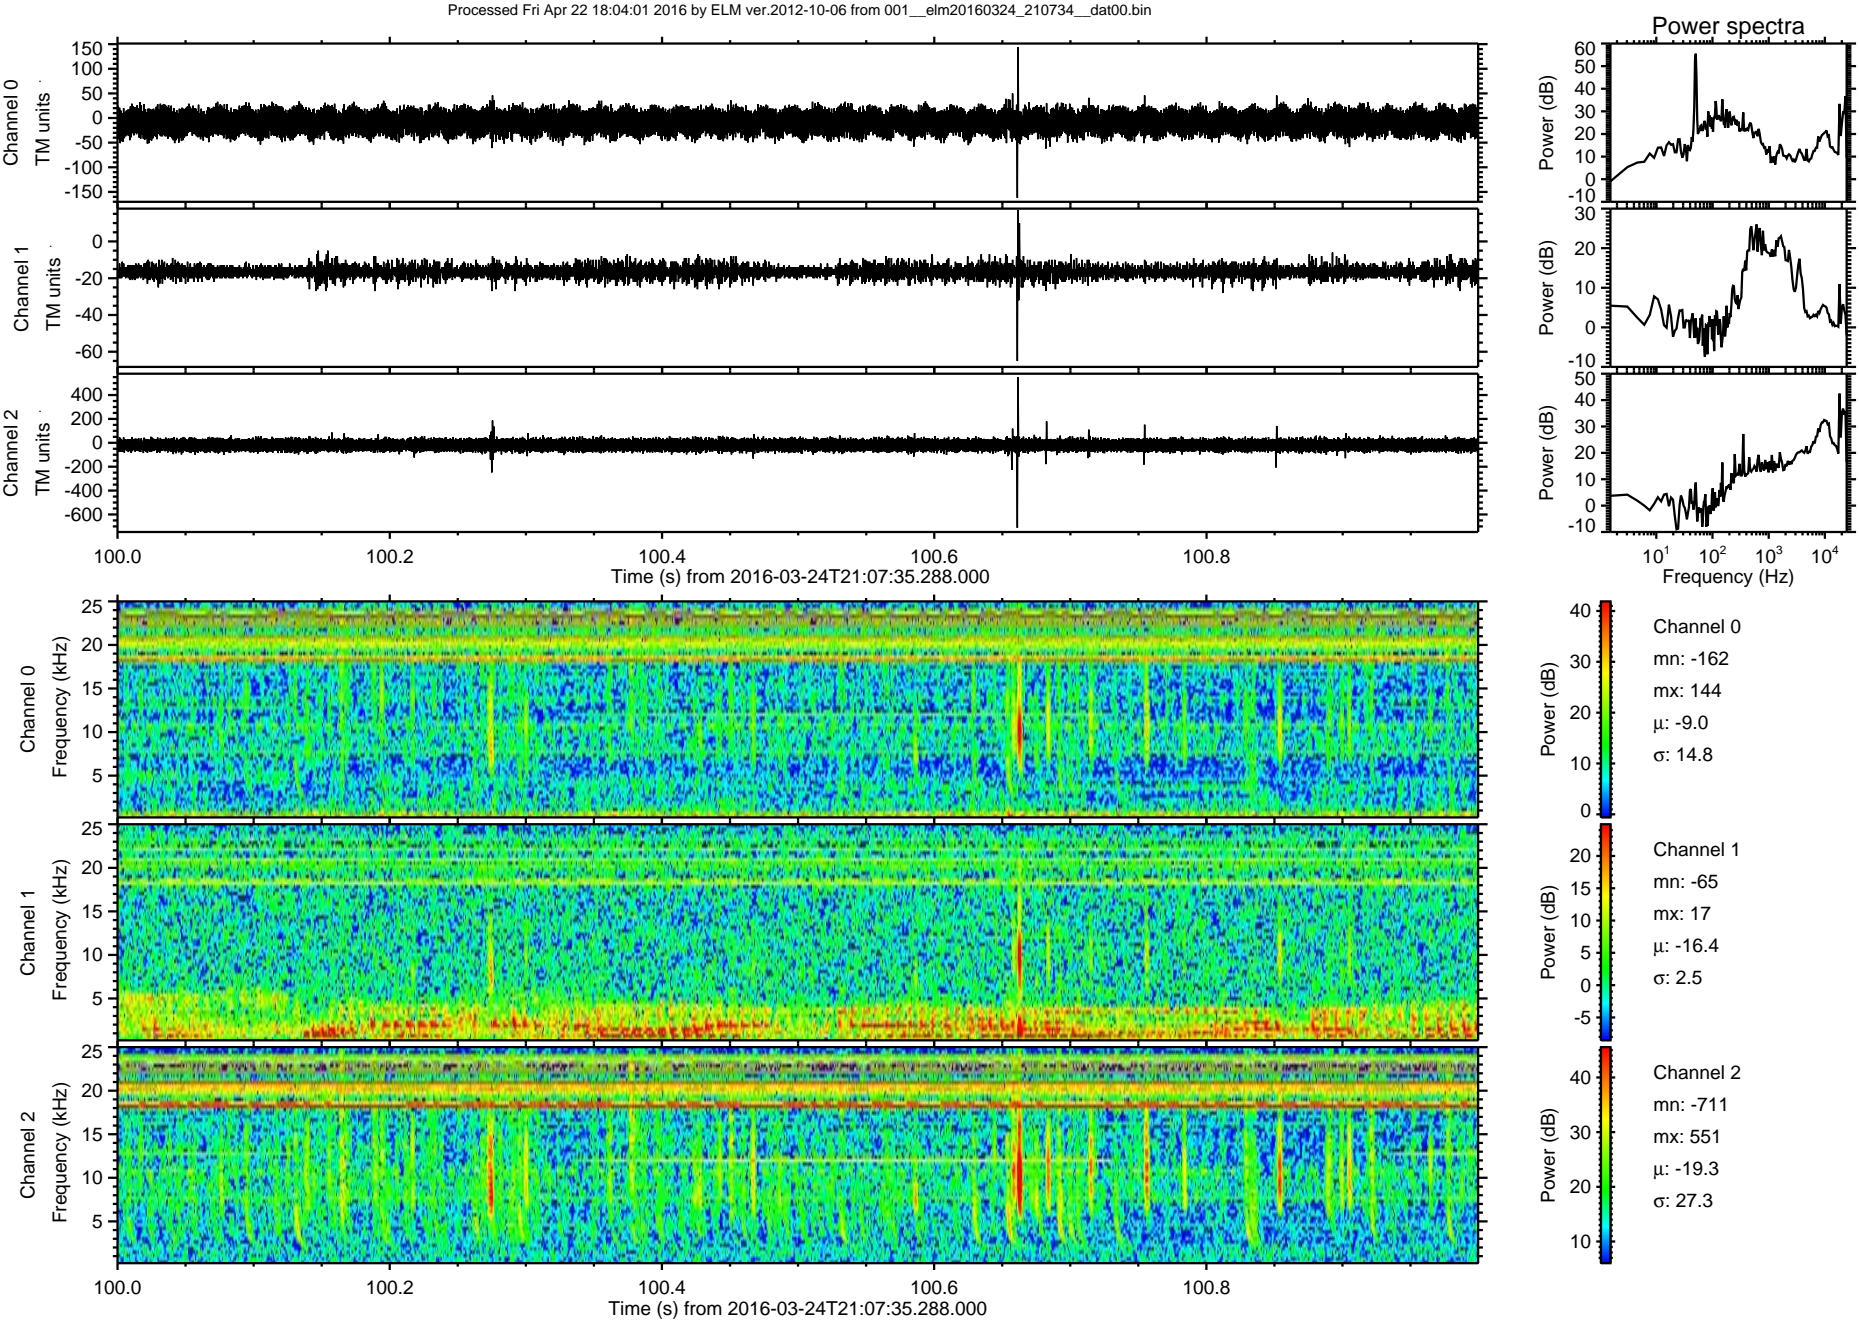 Processed Fri Apr 22 18:04:01 2016 by ELM ver.2012-10-06 from 001__elm20160324_210734__dat00.bin
Power spectra
Channel 0
TM units
150
100
50
0
-50
-100
-150
Power (dB)
60
50
40
30
20
10
0
-10
Channel 1
TM units
0
-20
-40
-60
Power (dB)
30
20
10
0
-10
Channel 2
TM units
400
200
0
-200
-400
-600
Power (dB)
50
40
30
20
10
0
-10
100.0 100.2 100.4 100.6 100.8
Time (s) from 2016-03-24T21:07:35.288.000
10¹ 10² 10³ 10⁴
Frequency (Hz)
Channel 0
Frequency (kHz)
25
20
15
10
5
Power (dB)
40
30
20
10
0
Channel 0
mn: -162
mx: 144
μ: -9.0
σ: 14.8
Channel 1
Frequency (kHz)
25
20
15
10
5
Power (dB)
20
15
10
5
0
-5
Channel 1
mn: -65
mx: 17
μ: -16.4
σ: 2.5
Channel 2
Frequency (kHz)
25
20
15
10
5
Power (dB)
40
30
20
10
Channel 2
mn: -711
mx: 551
μ: -19.3
σ: 27.3
100.0 100.2 100.4 100.6 100.8
Time (s) from 2016-03-24T21:07:35.288.000